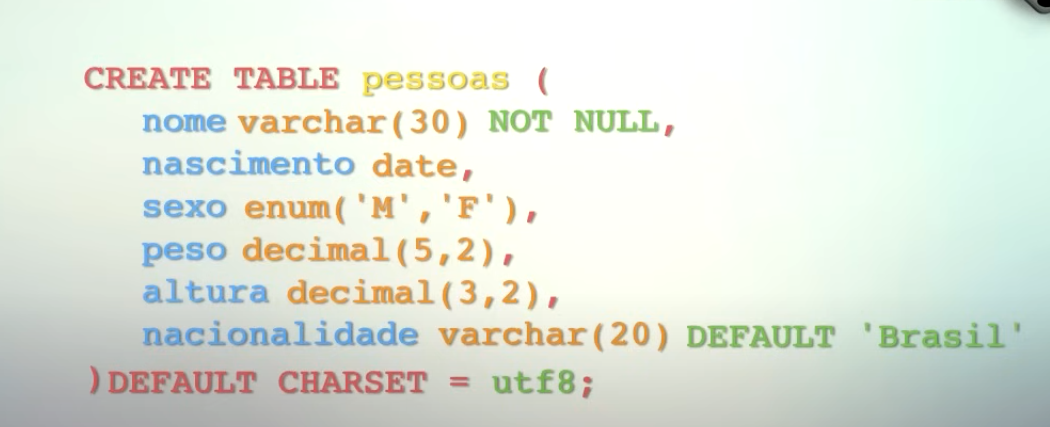 CREATE TABLE pessoas (
nome varchar(30) NOT NULL,
nascimento date,
sexo enum('M','F'),
peso decimal(5,2),
altura decimal(3,2),
nacionalidade varchar(20) DEFAULT 'Brasil'
)DEFAULT CHARSET = utf8;